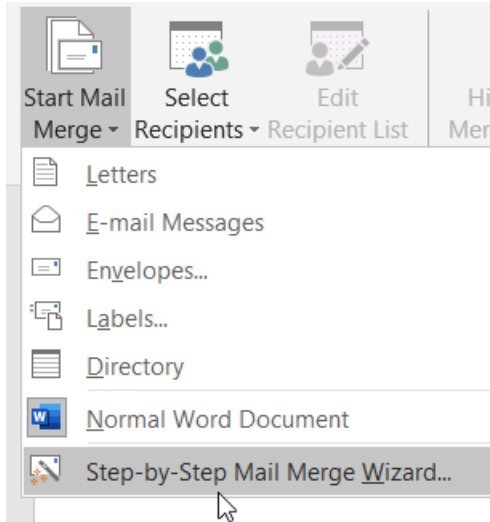 Start Mail Select Edit
Merge Recipients Recipient List
Letters
E-mail Messages
Envelopes...
Labels...
Directory
Normal Word Document
Step-by-Step Mail Merge Wizard...